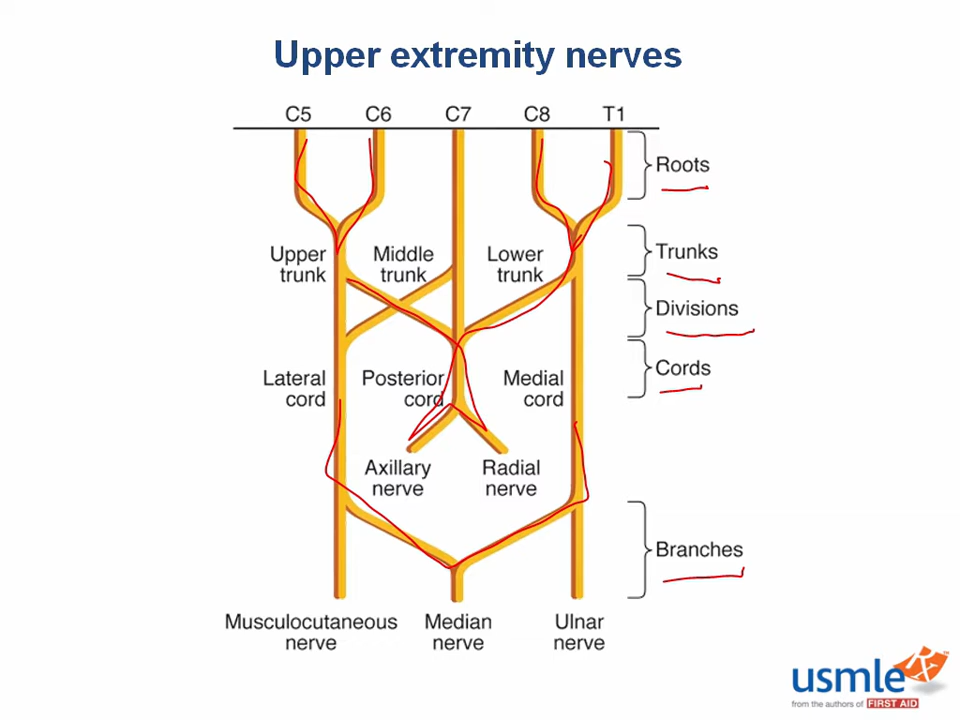 Upper extremity nerves
C5 C6 C7 C8 T1
Roots
Upper trunk
Middle trunk
Lower trunk
Trunks
Divisions
Lateral cord
Posterior cord
Medial cord
Cords
Axillary nerve
Radial nerve
Branches
Musculocutaneous nerve
Median nerve
Ulnar nerve
usmle Rx
from the authors of FIRST AID